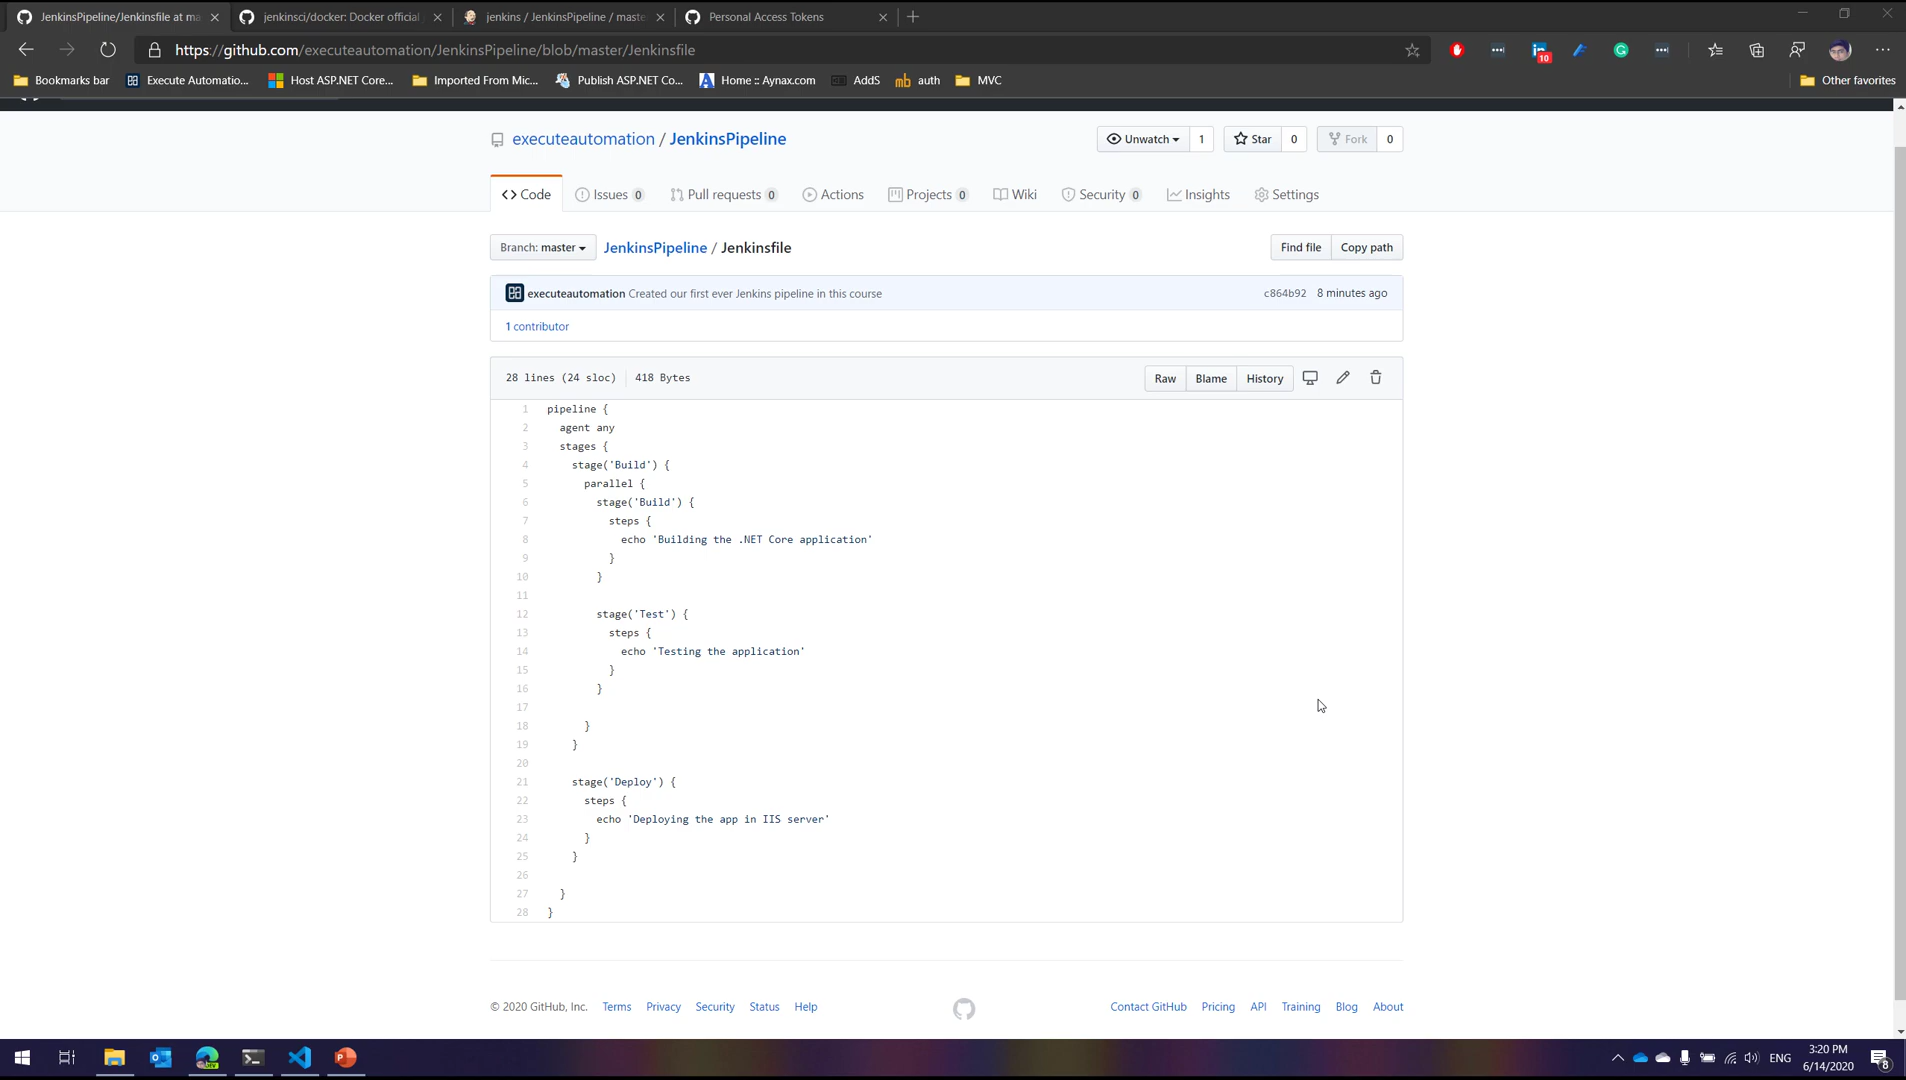 JenkinsPipeline/Jenkinsfile at ma
jenkinsci/docker: Docker official
jenkins / JenkinsPipeline / maste
Personal Access Tokens
https://github.com/executeautomation/JenkinsPipeline/blob/master/Jenkinsfile
10
Bookmarks bar
Execute Automatio...
Host ASP.NET Core...
Imported From Mic...
Publish ASP.NET Co...
Home :: Aynax.com
AddS
auth
MVC
Other favorites
executeautomation / JenkinsPipeline
Unwatch 1
Star 0
Fork 0
Code
Issues 0
Pull requests 0
Actions
Projects 0
Wiki
Security 0
Insights
Settings
Branch: master
JenkinsPipeline / Jenkinsfile
Find file
Copy path
executeautomation Created our first ever Jenkins pipeline in this course
c864b92 8 minutes ago
1 contributor
28 lines (24 sloc) 418 Bytes
Raw
Blame
History
1 pipeline {
2 agent any
3 stages {
4 stage('Build') {
5 parallel {
6 stage('Build') {
7 steps {
8 echo 'Building the .NET Core application'
9 }
10 }
11
12 stage('Test') {
13 steps {
14 echo 'Testing the application'
15 }
16 }
17
18 }
19 }
20
21 stage('Deploy') {
22 steps {
23 echo 'Deploying the app in IIS server'
24 }
25 }
26
27 }
28 }
© 2020 GitHub, Inc.
Terms
Privacy
Security
Status
Help
Contact GitHub
Pricing
API
Training
Blog
About
ENG
3:20 PM
6/14/2020
8